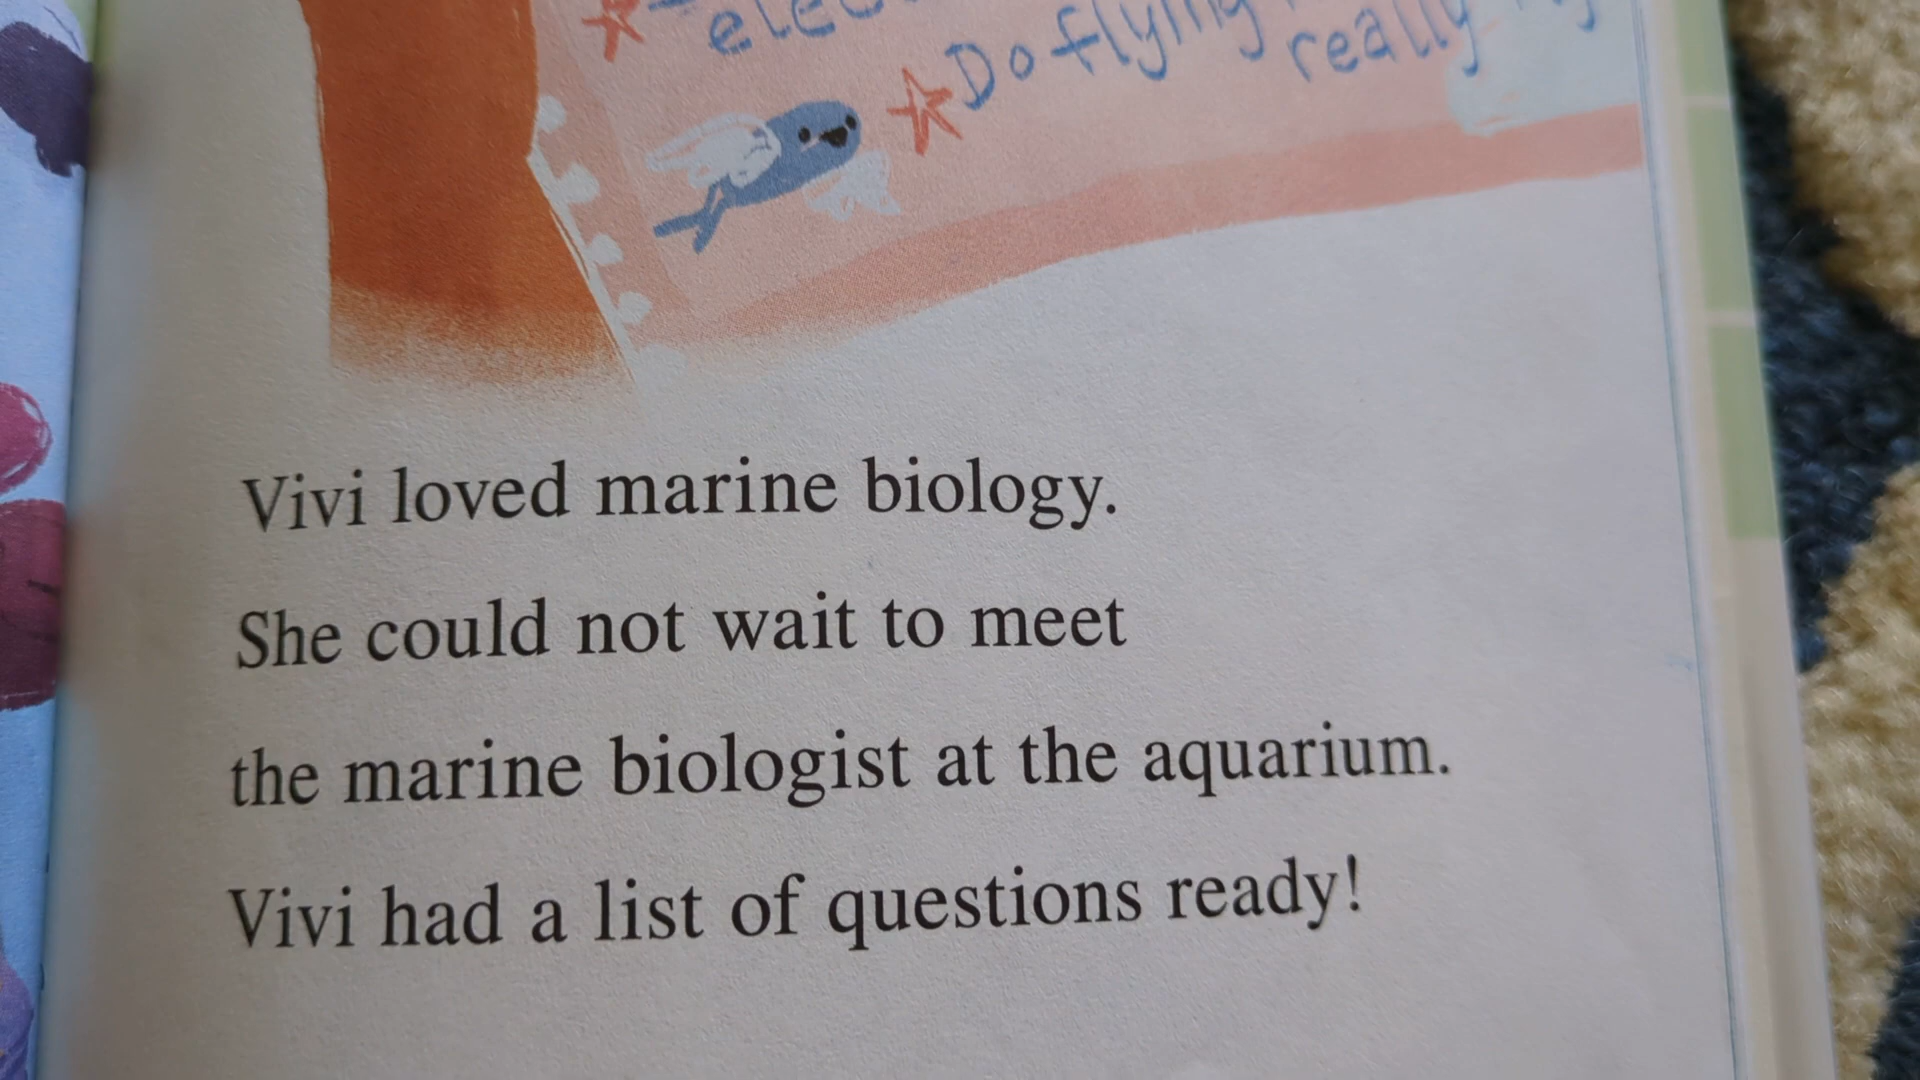 Do flying
really
Vivi loved marine biology.
She could not wait to meet
the marine biologist at the aquarium.
Vivi had a list of questions ready!